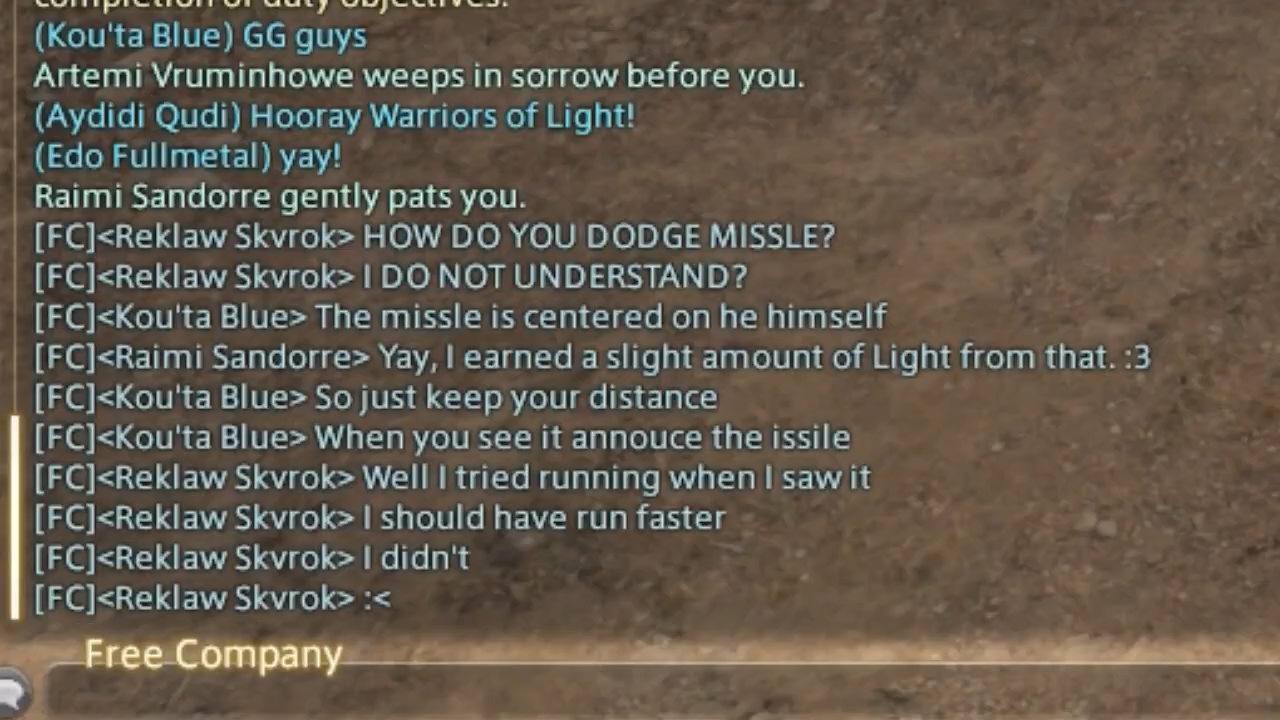 completion of duty objectives.
(Kou'ta Blue) GG guys
Artemi Vruminhowe weeps in sorrow before you.
(Aydidi Qudi) Hooray Warriors of Light!
(Edo Fullmetal) yay!
Raimi Sandorre gently pats you.
[FC]<Reklaw Skvrok> HOW DO YOU DODGE MISSLE?
[FC]<Reklaw Skvrok> I DO NOT UNDERSTAND?
[FC]<Kou'ta Blue> The missle is centered on he himself
[FC]<Raimi Sandorre> Yay, I earned a slight amount of Light from that. :3
[FC]<Kou'ta Blue> So just keep your distance
[FC]<Kou'ta Blue> When you see it annouce the issile
[FC]<Reklaw Skvrok> Well I tried running when I saw it
[FC]<Reklaw Skvrok> I should have run faster
[FC]<Reklaw Skvrok> I didn't
[FC]<Reklaw Skvrok> :<
Free Company